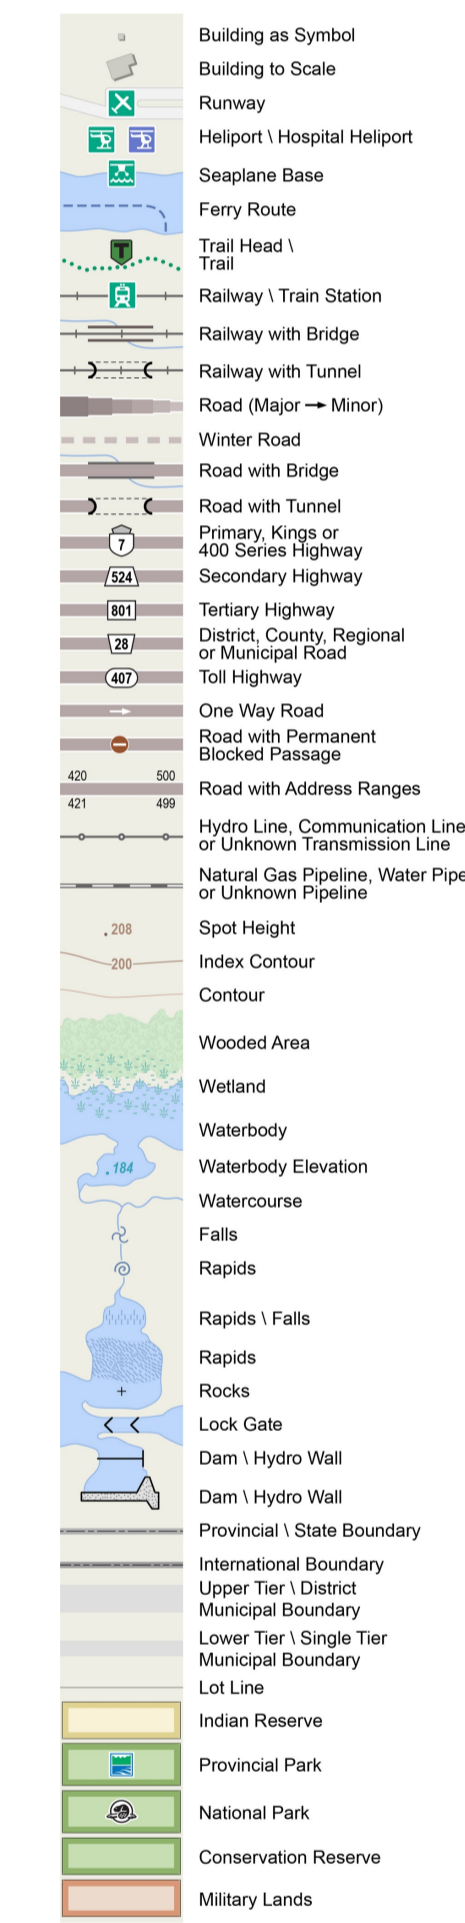 Building as Symbol
Building to Scale
Runway
Heliport \ Hospital Heliport
Seaplane Base
Ferry Route
T
Trail Head \
Trail
Railway \ Train Station
Railway with Bridge
Railway with Tunnel
Road (Major → Minor)
Winter Road
Road with Bridge
Road with Tunnel
7
Primary, Kings or
400 Series Highway
524 Secondary Highway
801 Tertiary Highway
28
District, County, Regional
or Municipal Road
407 Toll Highway
One Way Road
Road with Permanent
Blocked Passage
420 500
Road with Address Ranges
421 499
Hydro Line, Communication Line
or Unknown Transmission Line
Natural Gas Pipeline, Water Pipe
or Unknown Pipeline
.208 Spot Height
200 Index Contour
Contour
Wooded Area
Wetland
Waterbody
.184 Waterbody Elevation
Watercourse
Falls
Rapids
Rapids \ Falls
Rapids
Rocks
Lock Gate
Dam \ Hydro Wall
Dam \ Hydro Wall
Provincial \ State Boundary
International Boundary
Upper Tier \ District
Municipal Boundary
Lower Tier \ Single Tier
Municipal Boundary
Lot Line
Indian Reserve
Provincial Park
National Park
Conservation Reserve
Military Lands